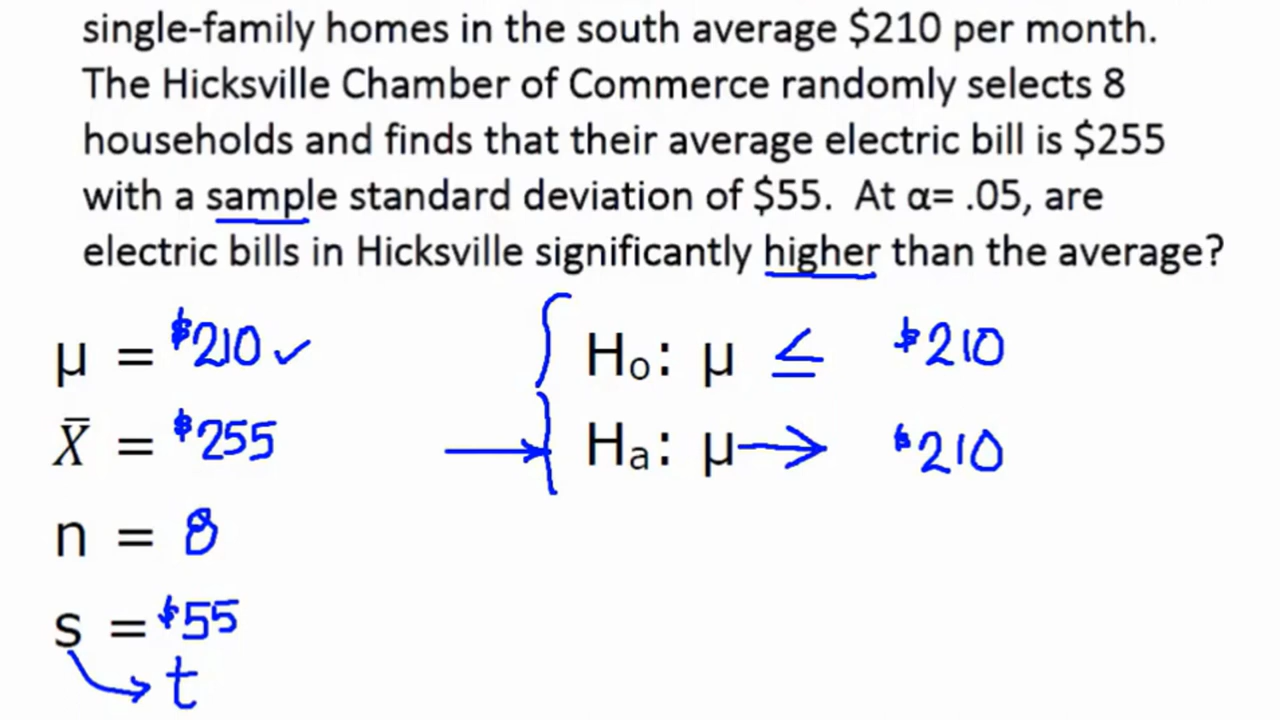 single-family homes in the south average $210 per month.
The Hicksville Chamber of Commerce randomly selects 8
households and finds that their average electric bill is $255
with a sample standard deviation of $55. At α= .05, are
electric bills in Hicksville significantly higher than the average?
μ = $210 ✓
H₀: μ ≤ $210
X̄ = $255
Hₐ: μ → $210
n = 8
s = $55
t